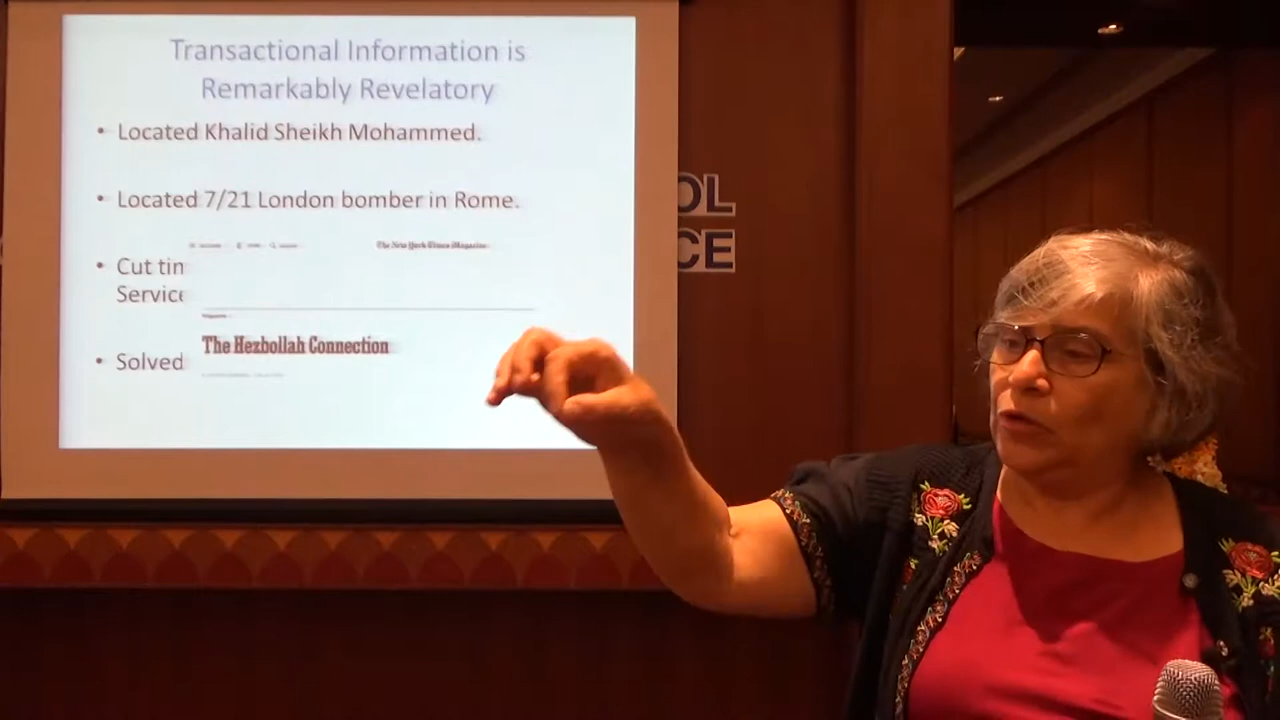 Transactional Information is
Remarkably Revelatory
• Located Khalid Sheikh Mohammed.
• Located 7/21 London bomber in Rome.
The New York Times Magazine
• Cut tin
Service
The Hezbollah Connection
• Solved
OL
CE